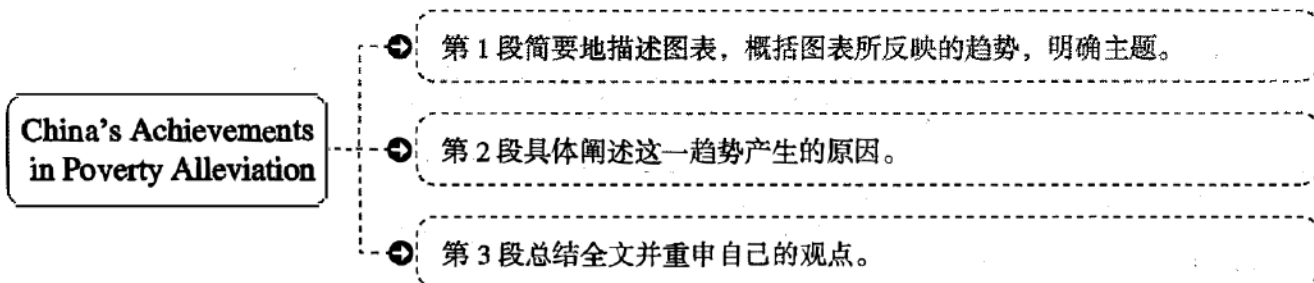 第1段简要地描述图表，概括图表所反映的趋势，明确主题。
China's Achievements
in Poverty Alleviation
第2段具体阐述这一趋势产生的原因。
第3段总结全文并重申自己的观点。